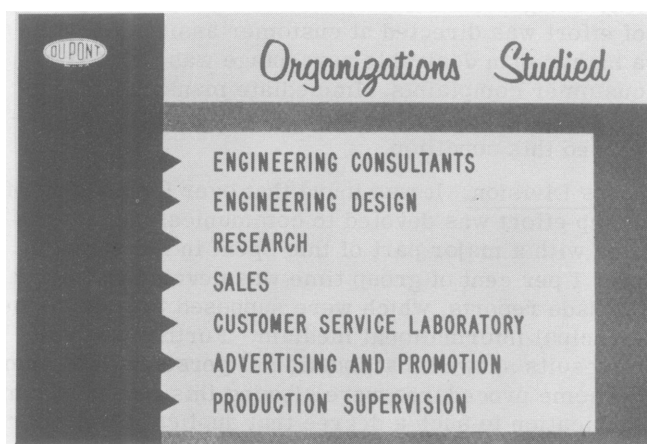 DU PONT
Organizations Studied
ENGINEERING CONSULTANTS
ENGINEERING DESIGN
RESEARCH
SALES
CUSTOMER SERVICE LABORATORY
ADVERTISING AND PROMOTION
PRODUCTION SUPERVISION